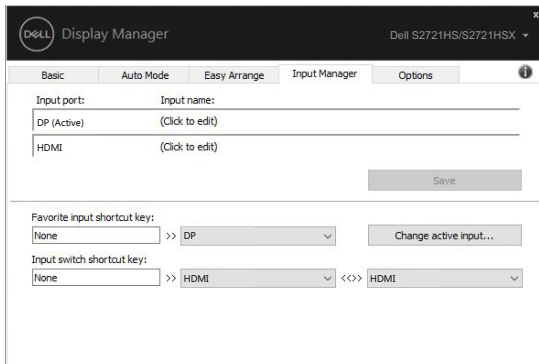 x
DELL Display Manager Dell S2721HS/S2721HSX
Basic Auto Mode Easy Arrange Input Manager Options
Input port: Input name:
DP (Active) (Click to edit)
HDMI (Click to edit)
Save
Favorite input shortcut key:
None >> DP Change active input...
Input switch shortcut key:
None >> HDMI <<>> HDMI